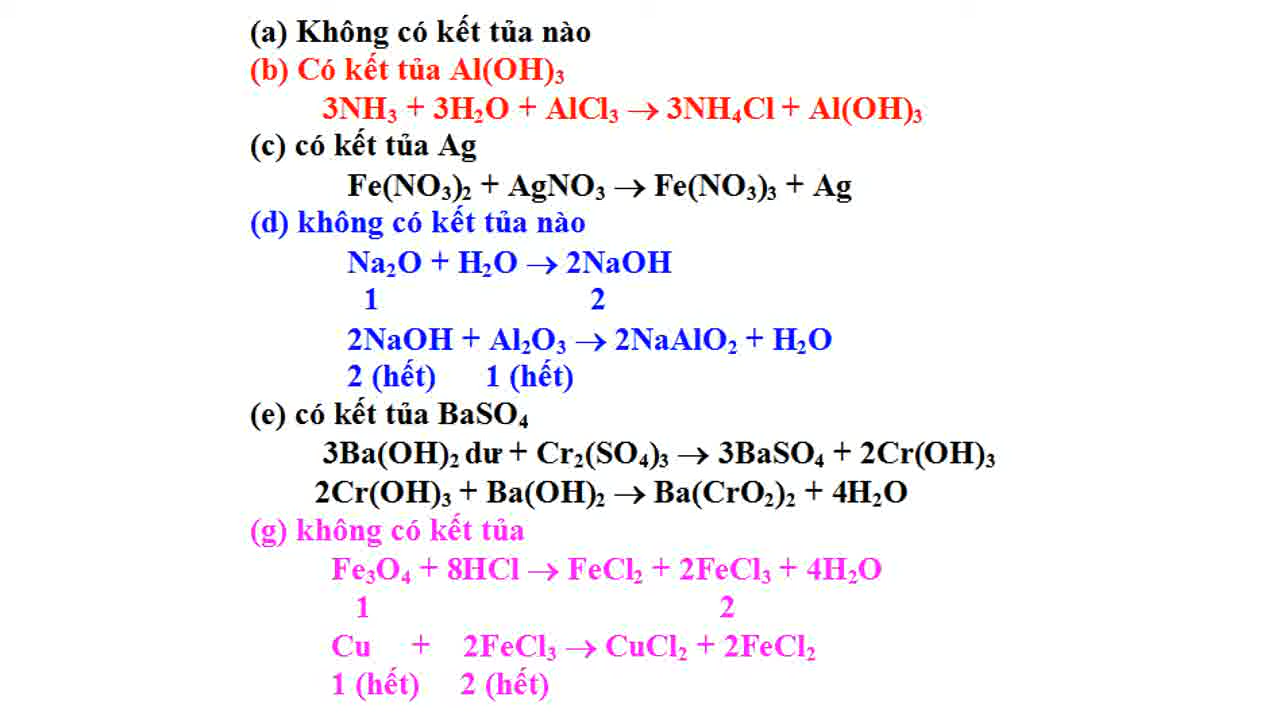 (a) Không có kết tủa nào
(b) Có kết tủa Al(OH)₃
3NH₃ + 3H₂O + AlCl₃ → 3NH₄Cl + Al(OH)₃
(c) có kết tủa Ag
Fe(NO₃)₂ + AgNO₃ → Fe(NO₃)₃ + Ag
(d) không có kết tủa nào
Na₂O + H₂O → 2NaOH
1 2
2NaOH + Al₂O₃ → 2NaAlO₂ + H₂O
2 (hết) 1 (hết)
(e) có kết tủa BaSO₄
3Ba(OH)₂ dư + Cr₂(SO₄)₃ → 3BaSO₄ + 2Cr(OH)₃
2Cr(OH)₃ + Ba(OH)₂ → Ba(CrO₂)₂ + 4H₂O
(g) không có kết tủa
Fe₃O₄ + 8HCl → FeCl₂ + 2FeCl₃ + 4H₂O
1 2
Cu + 2FeCl₃ → CuCl₂ + 2FeCl₂
1 (hết) 2 (hết)